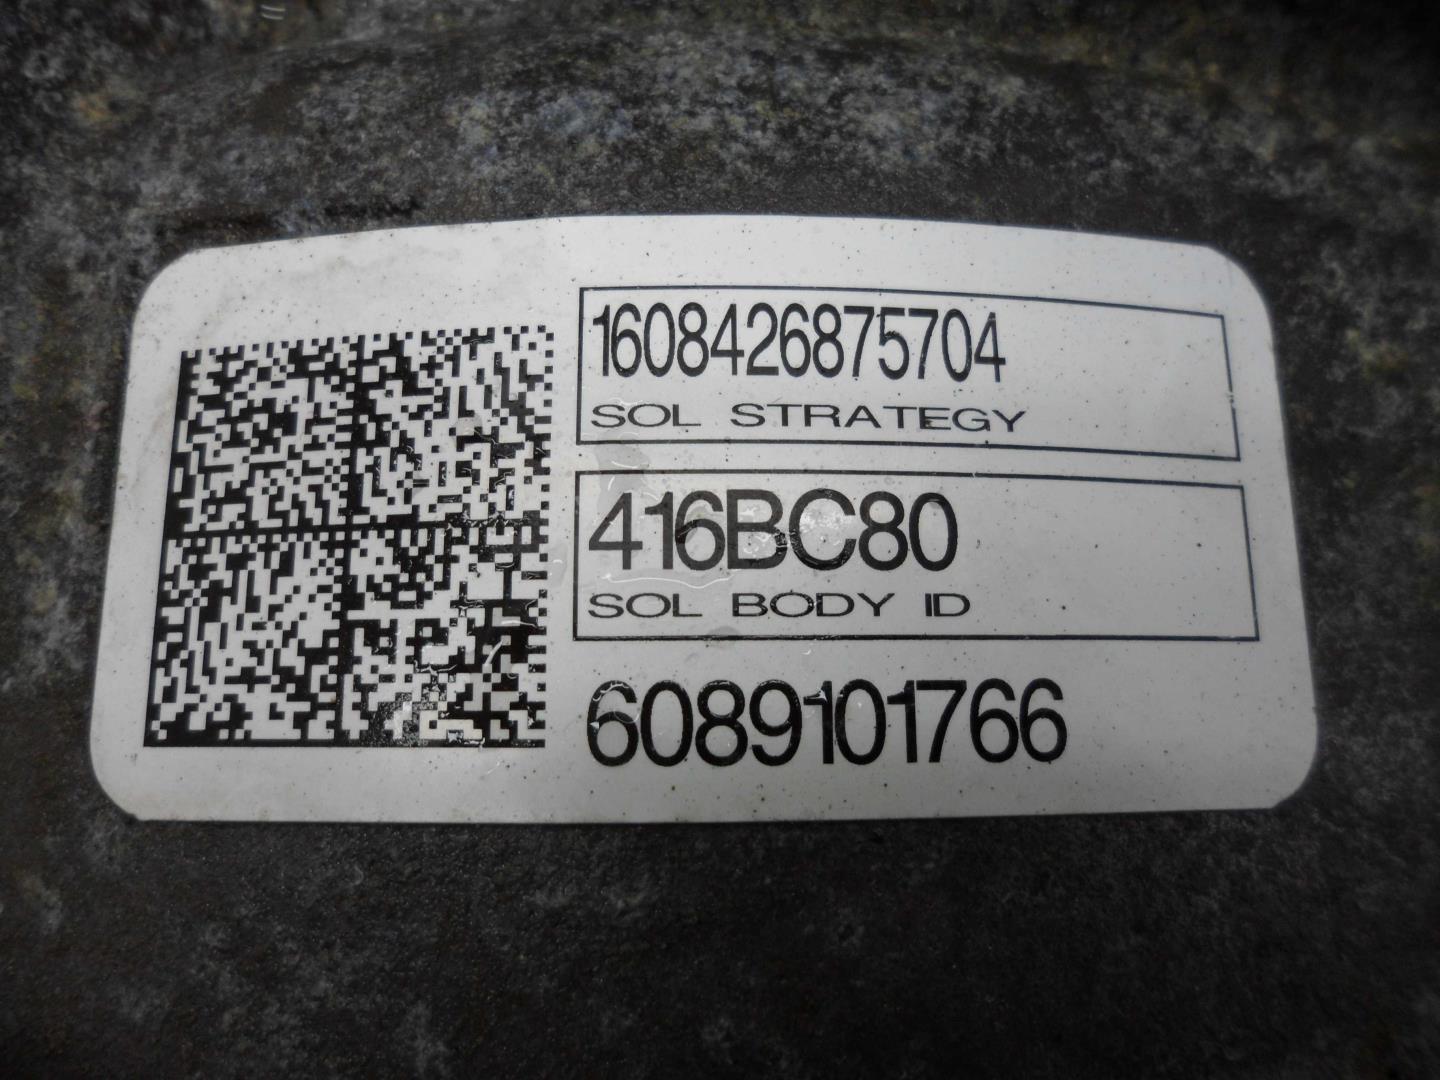 1608426875704
SOL STRATEGY
416BC80
SOL BODY ID
6089101766